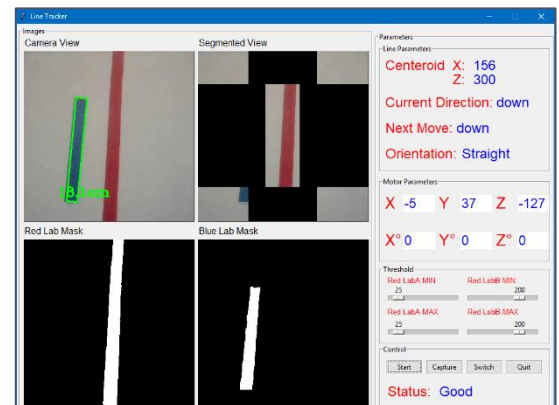 Line Tracker
Images
Camera View
Segmented View
18.1cm
Red Lab Mask
Blue Lab Mask
Parameters
Line Parameters
Centeroid X: 156
Z: 300
Current Direction: down
Next Move: down
Orientation: Straight
Motor Parameters
X -5 Y 37 Z -127
X° 0 Y° 0 Z° 0
Threshold
Red LabA MIN Red LabB MIN
25 200
Red LabA MAX Red LabB MAX
25 200
Control
Start Capture Switch Quit
Status: Good